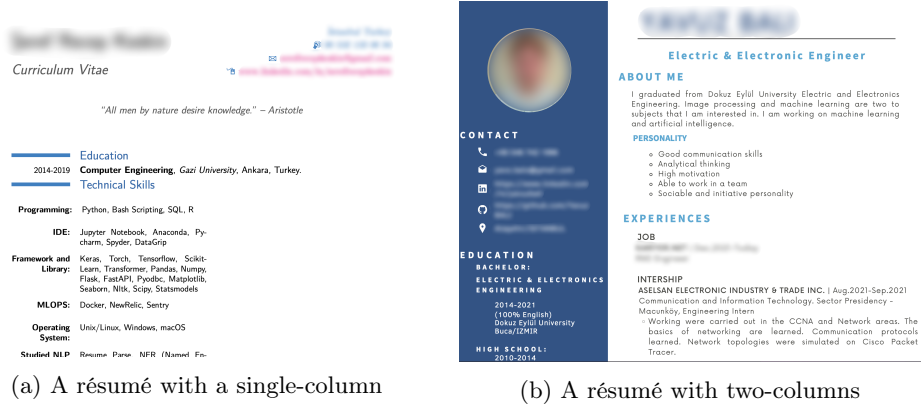 Curriculum Vitae
“All men by nature desire knowledge.” – Aristotle
Education
2014-2019 Computer Engineering, Gazi University, Ankara, Turkey.
Technical Skills
Programming: Python, Bash Scripting, SQL, R
IDE: Jupyter Notebook, Anaconda, Py-
charm, Spyder, DataGrip
Framework and Library: Keras, Torch, Tensorflow, Scikit-
Learn, Transformer, Pandas, Numpy,
Flask, FastAPI, Pyodbc, Matplotlib,
Seaborn, Nltk, Scipy, Statsmodels
MLOPS: Docker, NewRelic, Sentry
Operating System: Unix/Linux, Windows, macOS
Studied NLP Resume Parse, NER (Named En-
(a) A résumé with a single-column
CONTACT
EDUCATION
BACHELOR:
ELECTRIC & ELECTRONICS
ENGINEERING
2014-2021
(100% English)
Dokuz Eylül University
Buca/IZMIR
HIGH SCHOOL:
2010-2014
Electric & Electronic Engineer
ABOUT ME
I graduated from Dokuz Eylül University Electric and Electronics
Engineering. Image processing and machine learning are two to
subjects that I am interested in. I am working on machine learning
and artificial intelligence.
PERSONALITY
Good communication skills
Analytical thinking
High motivation
Able to work in a team
Sociable and initiative personality
EXPERIENCES
JOB
INTERNSHIP
ASELSAN ELECTRONIC INDUSTRY & TRADE INC. | Aug.2021-Sep.2021
Communication and Information Technology. Sector Presidency -
Macunköy, Engineering Intern
Working were carried out in the CCNA and Network areas. The
basics of networking are learned. Communication protocols
learned. Network topologies were simulated on Cisco Packet
Tracer.
(b) A résumé with two-columns